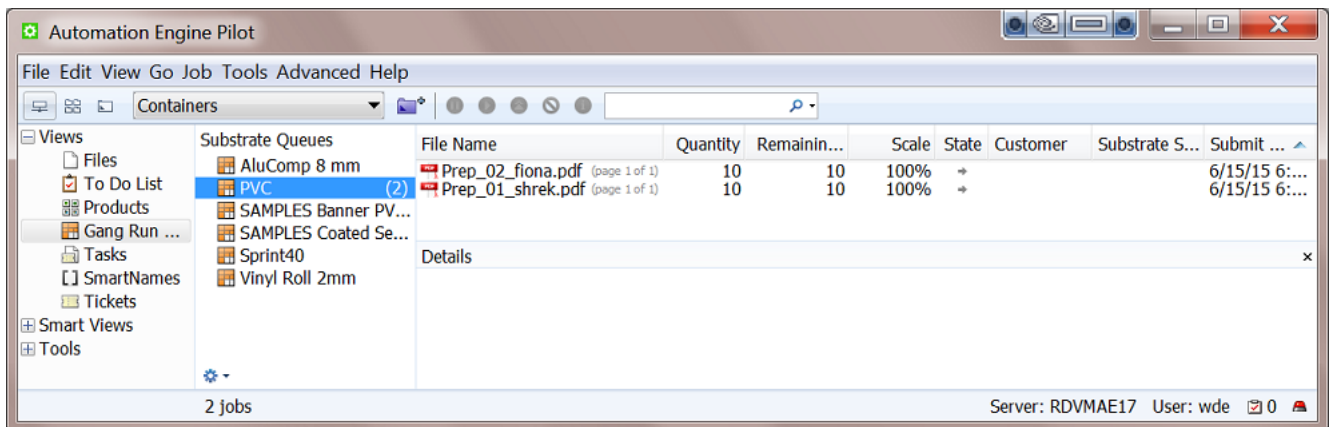 Automation Engine Pilot
File Edit View Go Job Tools Advanced Help
Containers
Views
Files
To Do List
Products
Gang Run ...
Tasks
SmartNames
Tickets
Smart Views
Tools
Substrate Queues
AluComp 8 mm
PVC (2)
SAMPLES Banner PV...
SAMPLES Coated Se...
Sprint40
Vinyl Roll 2mm
File Name Quantity Remainin... Scale State Customer Substrate S... Submit ...
Prep_02_fiona.pdf (page 1 of 1) 10 10 100% 6/15/15 6:...
Prep_01_shrek.pdf (page 1 of 1) 10 10 100% 6/15/15 6:...
Details
2 jobs
Server: RDVMAE17 User: wde 0